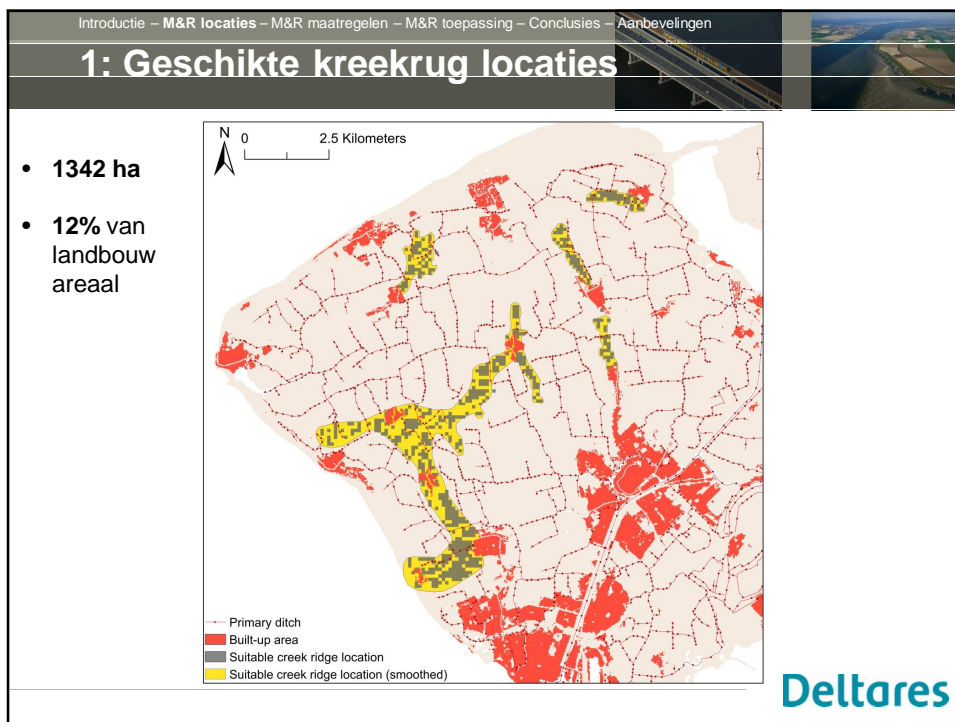 Introductie – M&R locaties – M&R maatregelen – M&R toepassing – Conclusies – Aanbevelingen
1: Geschikte kreekrug locaties
• 1342 ha
• 12% van
landbouw
areaal
N
0 2.5 Kilometers
Primary ditch
Built-up area
Suitable creek ridge location
Suitable creek ridge location (smoothed)
Deltares